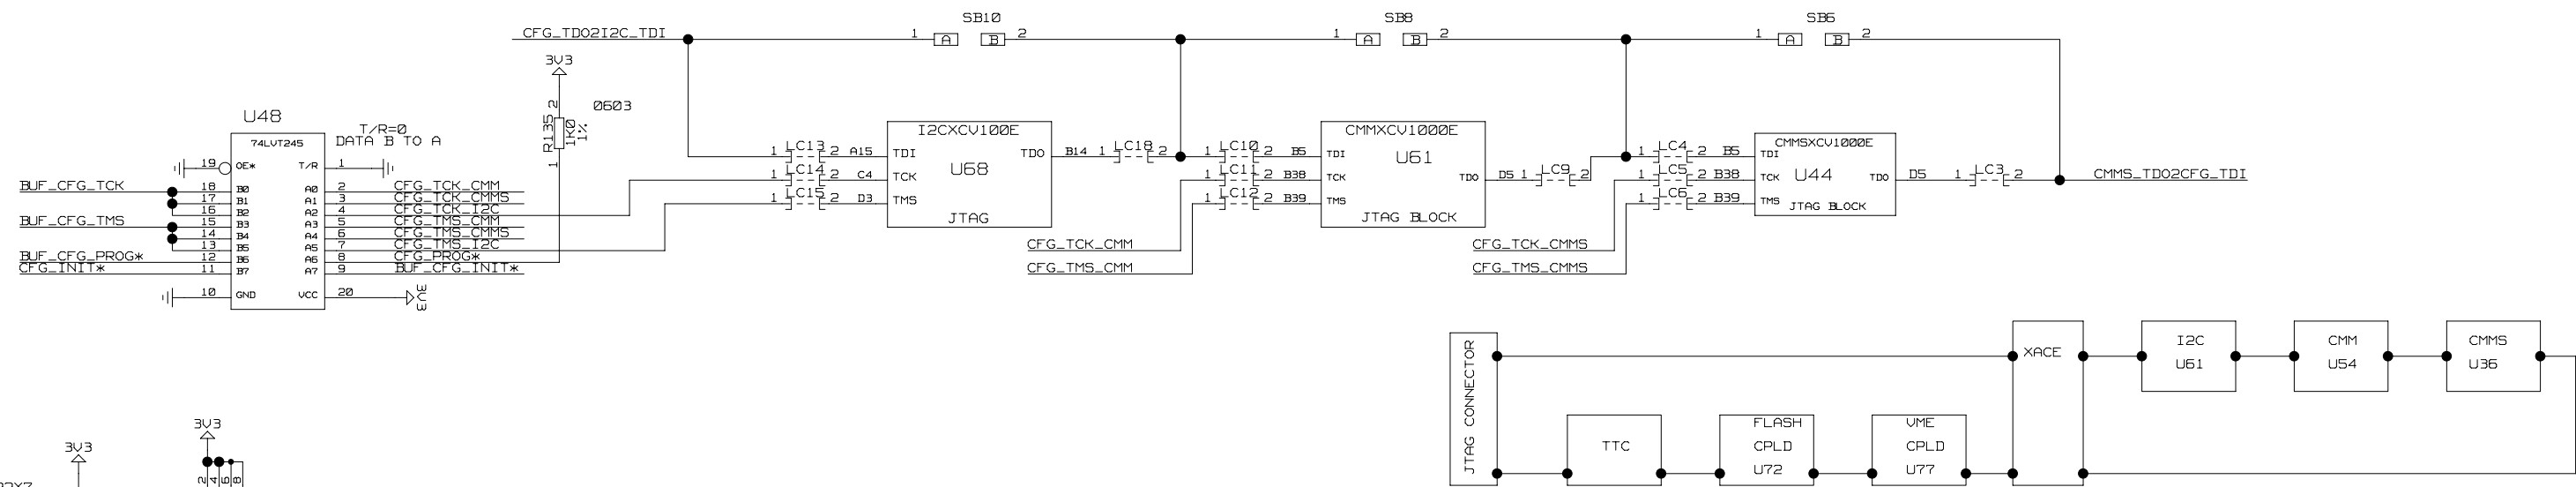 SB10
SB8
SB6
CFG_TDO2I2C_TDI
1 A B 2
1 A B 2
1 A B 2
3V3
2
R135
1K0
1%
1
0603
U48
74LVT245
T/R=0
DATA B TO A
19 OE* T/R 1
BUF_CFG_TCK 18 B0 A0 2 CFG_TCK_CMM
17 B1 A1 3 CFG_TCK_CMMS
16 B2 A2 4 CFG_TCK_I2C
BUF_CFG_TMS 15 B3 A3 5 CFG_TMS_CMM
14 B4 A4 6 CFG_TMS_CMMS
13 B5 A5 7 CFG_TMS_I2C
BUF_CFG_PROG* 12 B6 A6 8 CFG_PROG*
CFG_INIT* 11 B7 A7 9 BUF_CFG_INIT*
10 GND VCC 20
3V3
I2CXCV100E
U68
1 LC13 2 A15 TDI TDO B14 1 LC18 2
1 LC14 2 C4 TCK
1 LC15 2 D3 TMS
JTAG
CMMXCV1000E
U61
1 LC10 2 B5 TDI
1 LC11 2 B38 TCK TDO D5 1 LC9 2
1 LC12 2 B39 TMS
JTAG BLOCK
CFG_TCK_CMM
CFG_TMS_CMM
CMMSXCV1000E
U44
1 LC4 2 B5 TDI
1 LC5 2 B38 TCK TDO D5 1 LC3 2 CMMS_TDO2CFG_TDI
1 LC6 2 B39 TMS
JTAG BLOCK
CFG_TCK_CMMS
CFG_TMS_CMMS
JTAG CONNECTOR
XACE
I2C
U61
CMM
U54
CMMS
U36
TTC
FLASH
CPLD
U72
VME
CPLD
U77
3V3
3V3
2
4
6
8